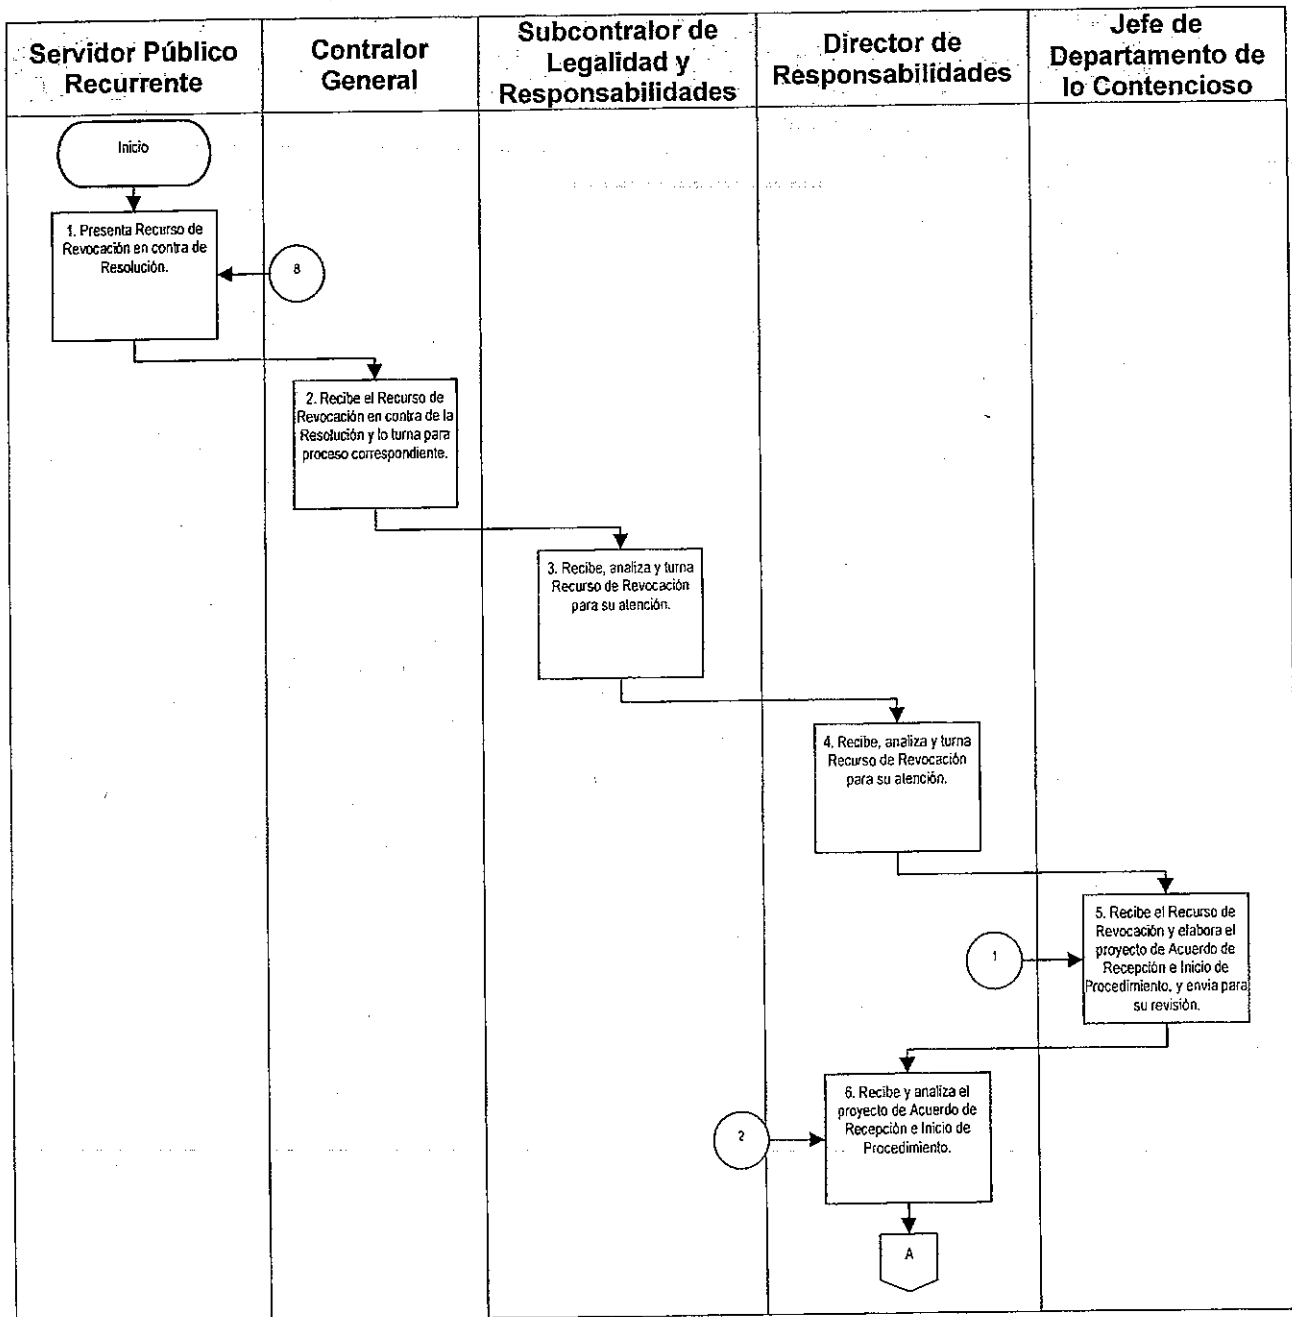 Servidor Público
Recurrente
Contralor
General
Subcontralor de
Legalidad y
Responsabilidades
Director de
Responsabilidades
Jefe de
Departamento de
lo Contencioso
Inicio
1. Presenta Recurso de
Revocación en contra de
Resolución.
8
2. Recibe el Recurso de
Revocación en contra de la
Resolución y lo turna para
proceso correspondiente.
3. Recibe, analiza y turna
Recurso de Revocación
para su atención.
4. Recibe, analiza y turna
Recurso de Revocación
para su atención.
5. Recibe el Recurso de
Revocación y elabora el
proyecto de Acuerdo de
Recepción e Inicio de
Procedimiento, y envia para
su revisión.
1
6. Recibe y analiza el
proyecto de Acuerdo de
Recepción e Inicio de
Procedimiento.
2
A